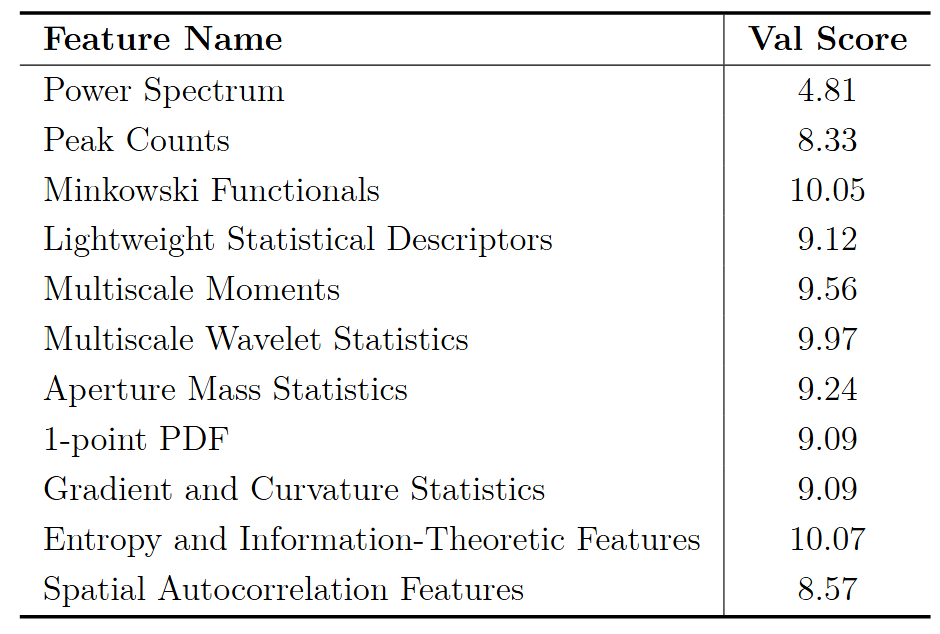 Feature Name Val Score
Power Spectrum 4.81
Peak Counts 8.33
Minkowski Functionals 10.05
Lightweight Statistical Descriptors 9.12
Multiscale Moments 9.56
Multiscale Wavelet Statistics 9.97
Aperture Mass Statistics 9.24
1-point PDF 9.09
Gradient and Curvature Statistics 9.09
Entropy and Information-Theoretic Features 10.07
Spatial Autocorrelation Features 8.57